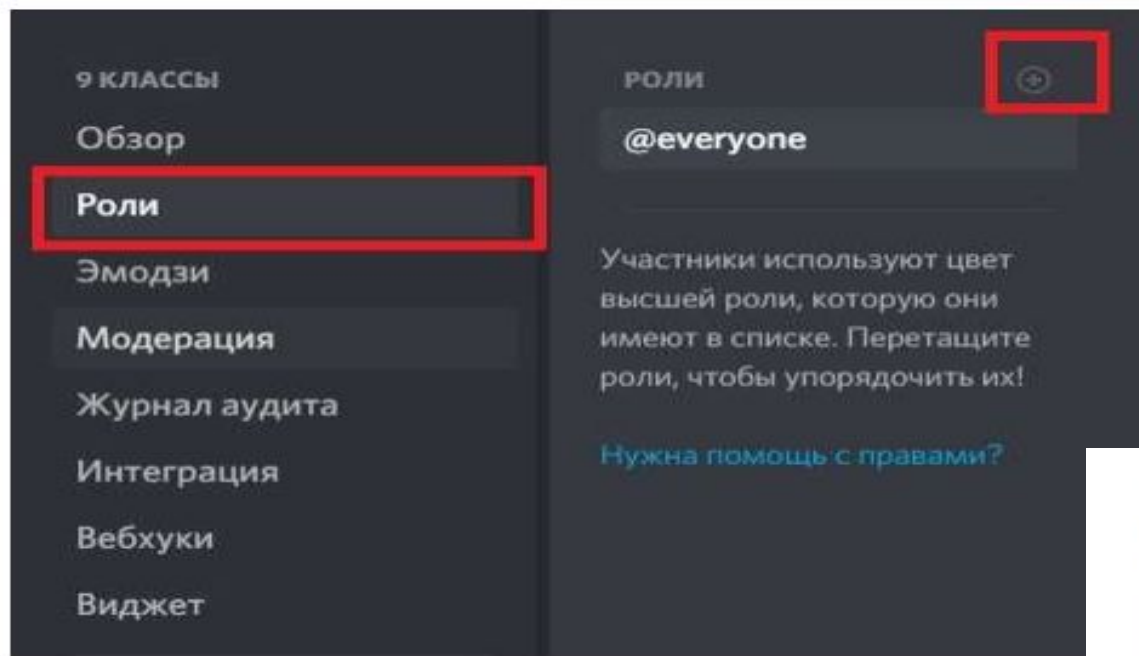 9 КЛАССЫ
Обзор
Роли
Эмодзи
Модерация
Журнал аудита
Интеграция
Вебхуки
Виджет
РОЛИ
@everyone
Участники используют цвет
высшей роли, которую они
имеют в списке. Перетащите
роли, чтобы упорядочить их!
Нужна помощь с правами?